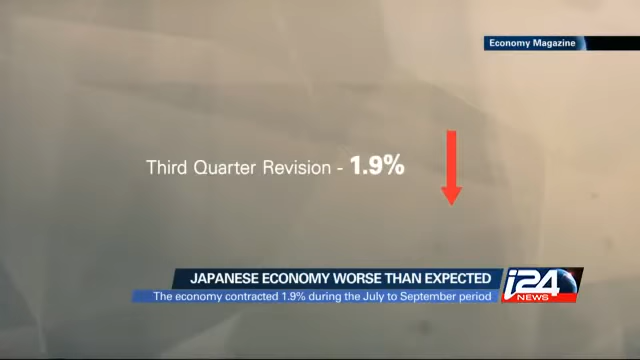 Economy Magazine
Third Quarter Revision - 1.9%
JAPANESE ECONOMY WORSE THAN EXPECTED
The economy contracted 1.9% during the July to September period
i24
NEWS